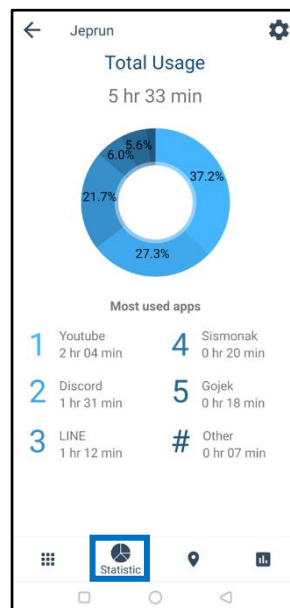 Jeprun
Total Usage
5 hr 33 min
5.6%
6.0%
37.2%
21.7%
27.3%
Most used apps
1 Youtube
2 hr 04 min
4 Sismonak
0 hr 20 min
2 Discord
1 hr 31 min
5 Gojek
0 hr 18 min
3 LINE
1 hr 12 min
# Other
0 hr 07 min
Statistic